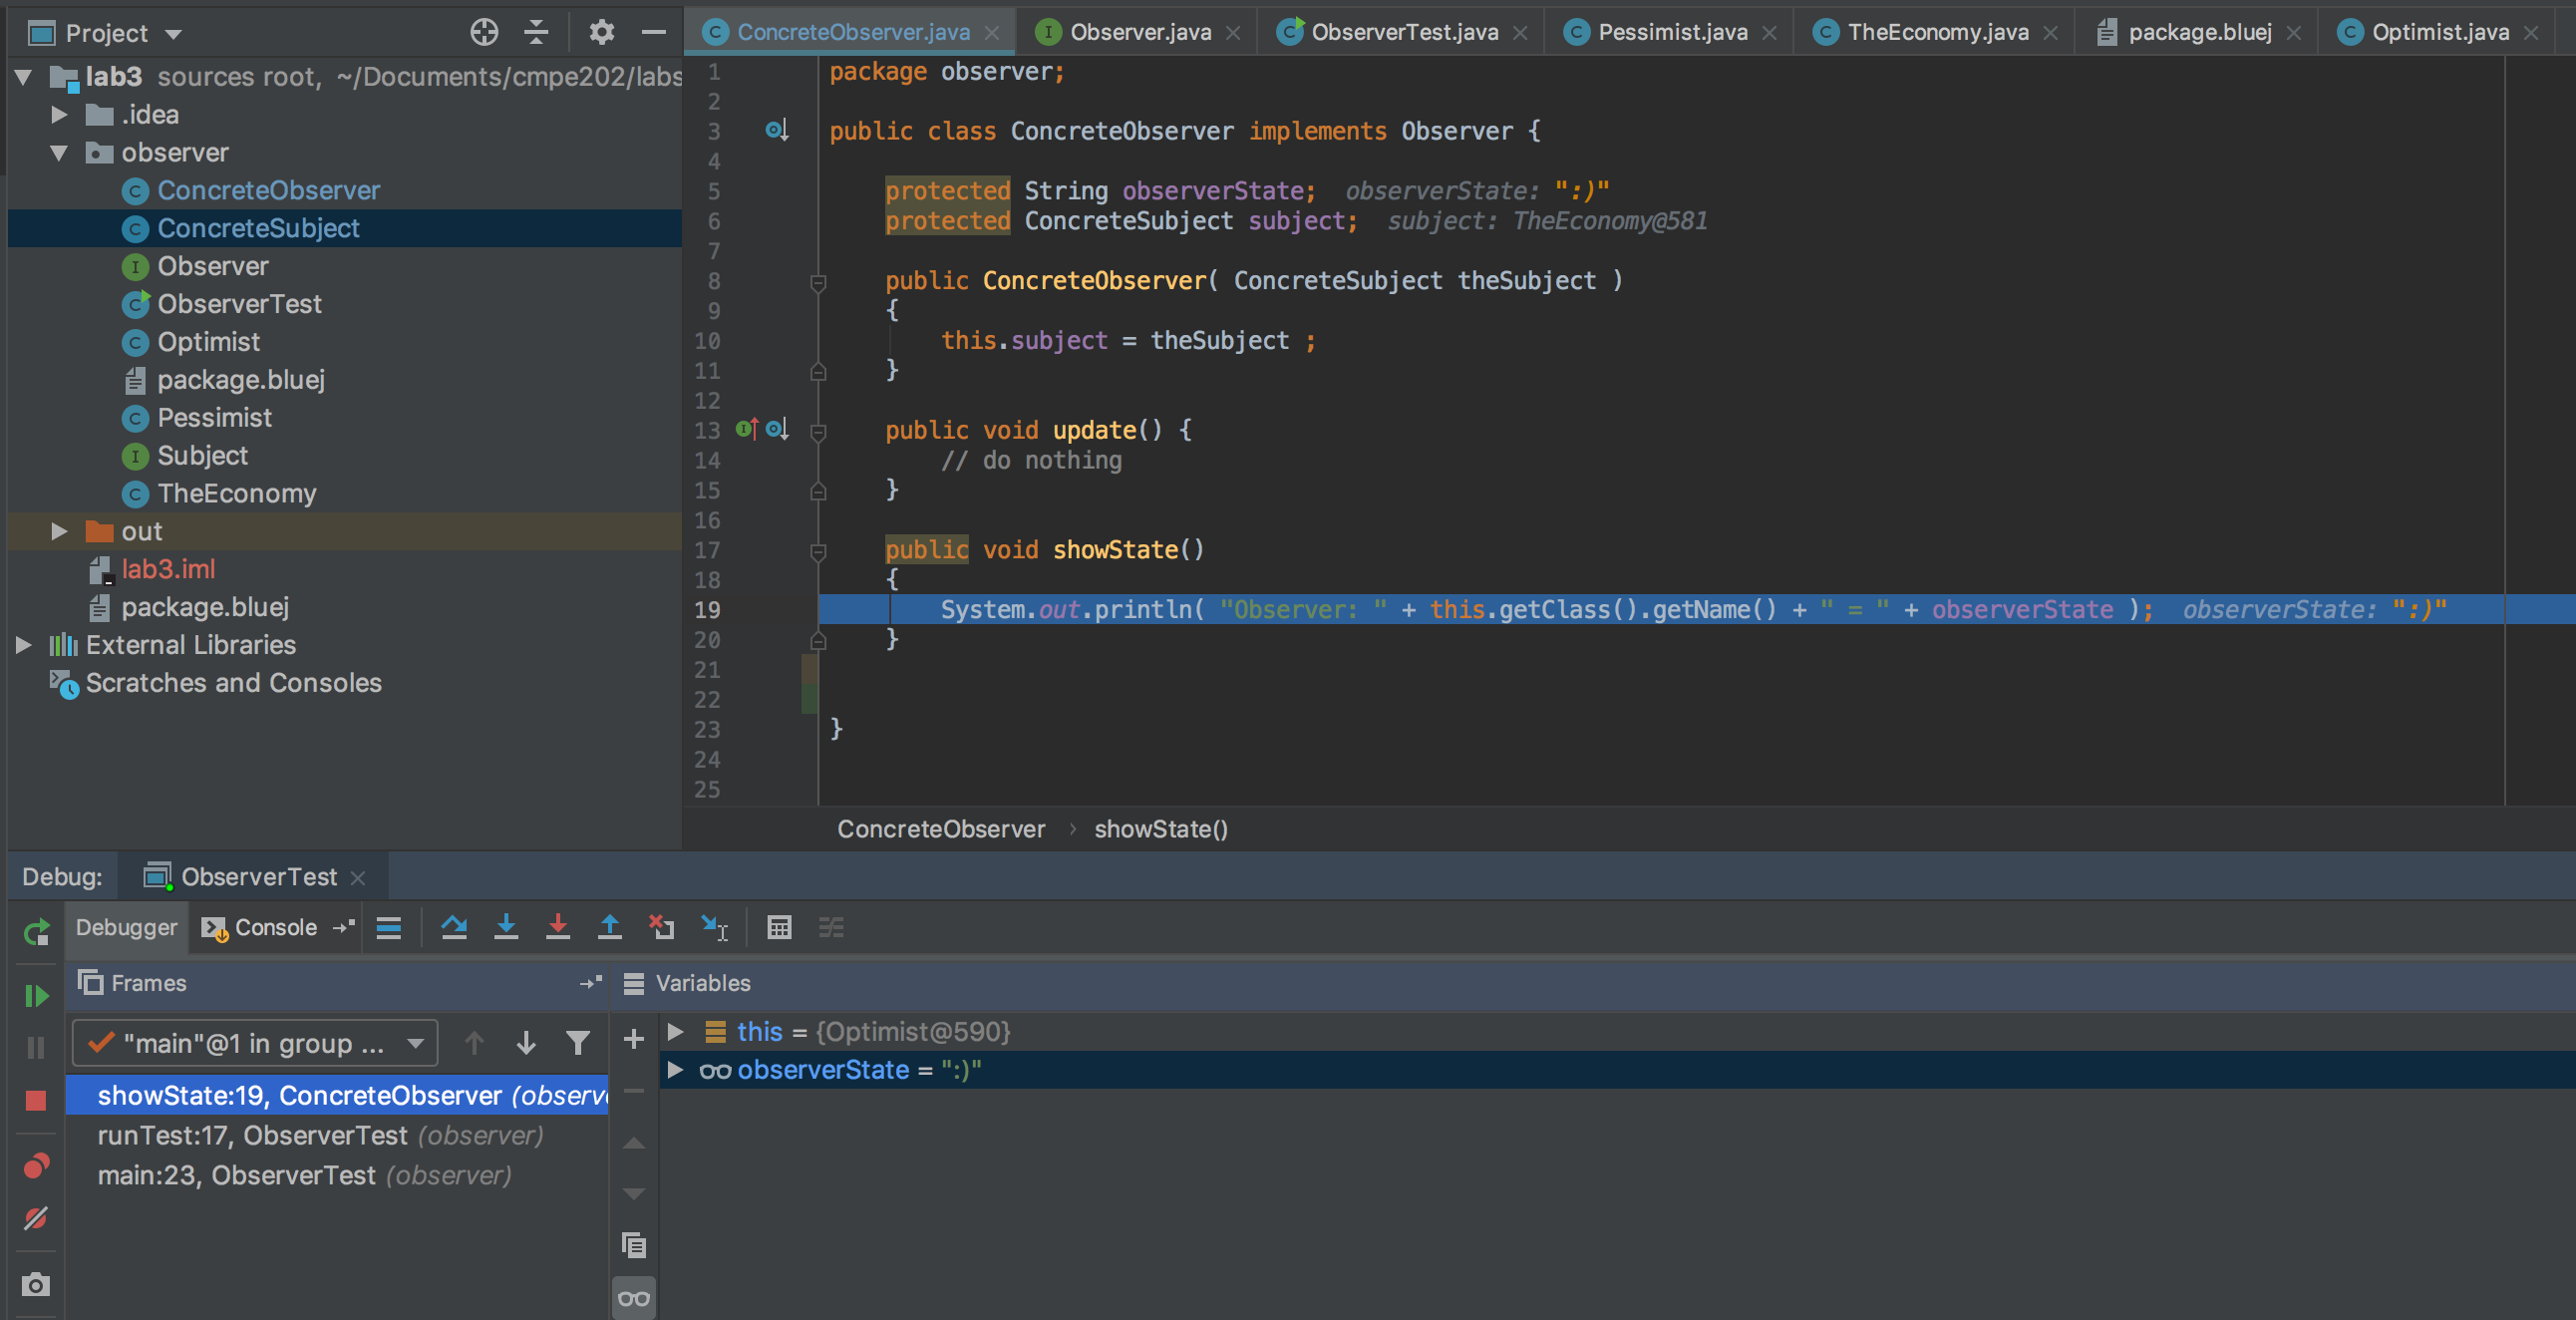 Project
lab3 sources root, ~/Documents/cmpe202/labs
.idea
observer
ConcreteObserver
ConcreteSubject
Observer
ObserverTest
Optimist
package.bluej
Pessimist
Subject
TheEconomy
out
lab3.iml
package.bluej
External Libraries
Scratches and Consoles
ConcreteObserver.java Observer.java ObserverTest.java Pessimist.java TheEconomy.java package.bluej Optimist.java
1 package observer;
2
3 public class ConcreteObserver implements Observer {
4
5 protected String observerState; observerState: ":)"
6 protected ConcreteSubject subject; subject: TheEconomy@581
7
8 public ConcreteObserver( ConcreteSubject theSubject )
9 {
10 this.subject = theSubject ;
11 }
12
13 public void update() {
14 // do nothing
15 }
16
17 public void showState()
18 {
19 System.out.println( "Observer: " + this.getClass().getName() + " = " + observerState ); observerState: ":)"
20 }
21
22
23 }
24
25
ConcreteObserver › showState()
Debug: ObserverTest
Debugger Console
Frames
"main"@1 in group ...
showState:19, ConcreteObserver (observe
runTest:17, ObserverTest (observer)
main:23, ObserverTest (observer)
Variables
this = {Optimist@590}
observerState = ":)"